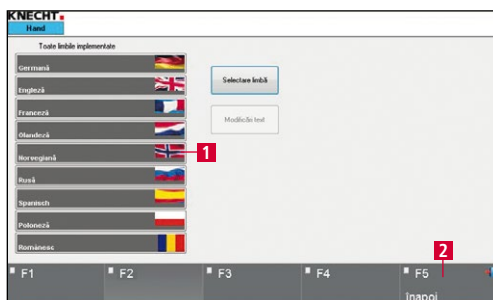 KNECHT
Hand
Toate limbile implementate
Germană
Engleză
Franceză
Olandeză
Norvegiană
Rusă
Spanisch
Poloneză
Românesc
Selectare limbă
Modificări text
1
2
F1
F2
F3
F4
F5
înapoi